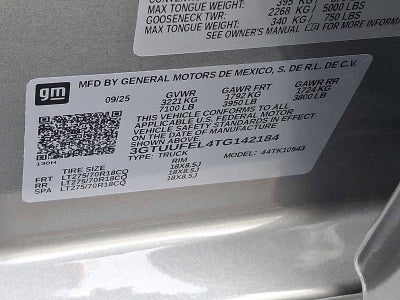 395 KG /
MAX TONGUE WEIGHT:
GOOSENECK TWR: 2268 KG / 5000 LBS
MAX TONGUE WEIGHT: 340 KG / 750 LBS
SEE OWNER'S MANUAL FOR MORE INFORMATION
gm
MFD BY GENERAL MOTORS DE MEXICO, S. DE R.L. DE C.V.
09/25 GVWR GAWR FRT GAWR RR
3221 KG 1792 KG 1724 KG
7100 LB 3950 LB 3800 LB
THIS VEHICLE CONFORMS TO ALL
APPLICABLE U.S. FEDERAL MOTOR
VEHICLE SAFETY STANDARDS IN EFFECT
ON THE DATE OF MANUFACTURE
SHOWN ABOVE.
3GTUUFEL4TG142184
TYPE: TRUCK MODEL: 44TK10543
130H
TIRE SIZE RIM
FRT LT275/70R18CQ 18X8.5J
RR LT275/70R18CQ 18X8.5J
SPA LT275/70R18CQ 18X8.5J